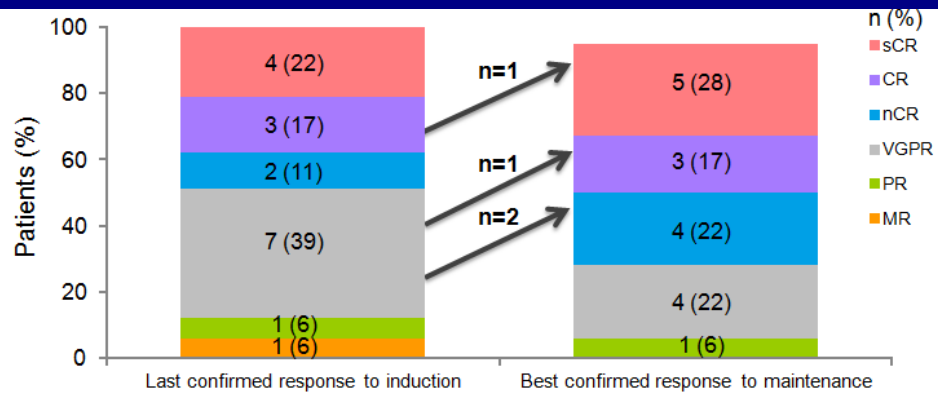 n (%)
sCR
CR
nCR
VGPR
PR
MR
Patients (%)
100
80
60
40
20
0
4 (22)
3 (17)
2 (11)
7 (39)
1 (6)
1 (6)
n=1
n=1
n=2
5 (28)
3 (17)
4 (22)
4 (22)
1 (6)
Last confirmed response to induction
Best confirmed response to maintenance